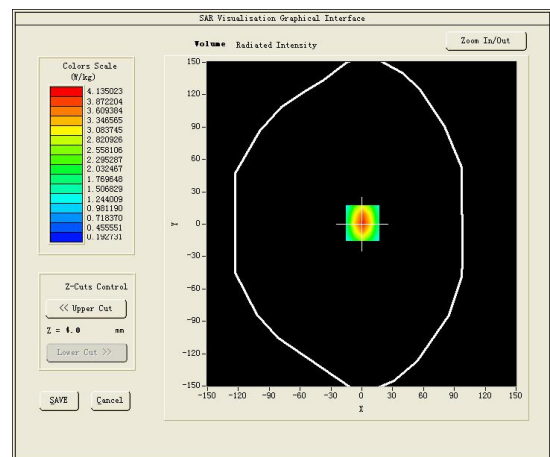 SAR Visualisation Graphical Interface
Volume Radiated Intensity
Zoom In/Out
Colors Scale
(W/kg)
4.135023
3.872204
3.609384
3.346565
3.083745
2.820926
2.558106
2.295287
2.032467
1.769648
1.506829
1.244009
0.981190
0.718370
0.455551
0.192731
Z-Cuts Control
<< Upper Cut
Z = 4.0 mm
Lower Cut >>
SAVE Cancel
150
120
90
60
30
0
-30
-60
-90
-120
-150
Y
-150 -120 -90 -60 -30 0 30 60 90 120 150
X